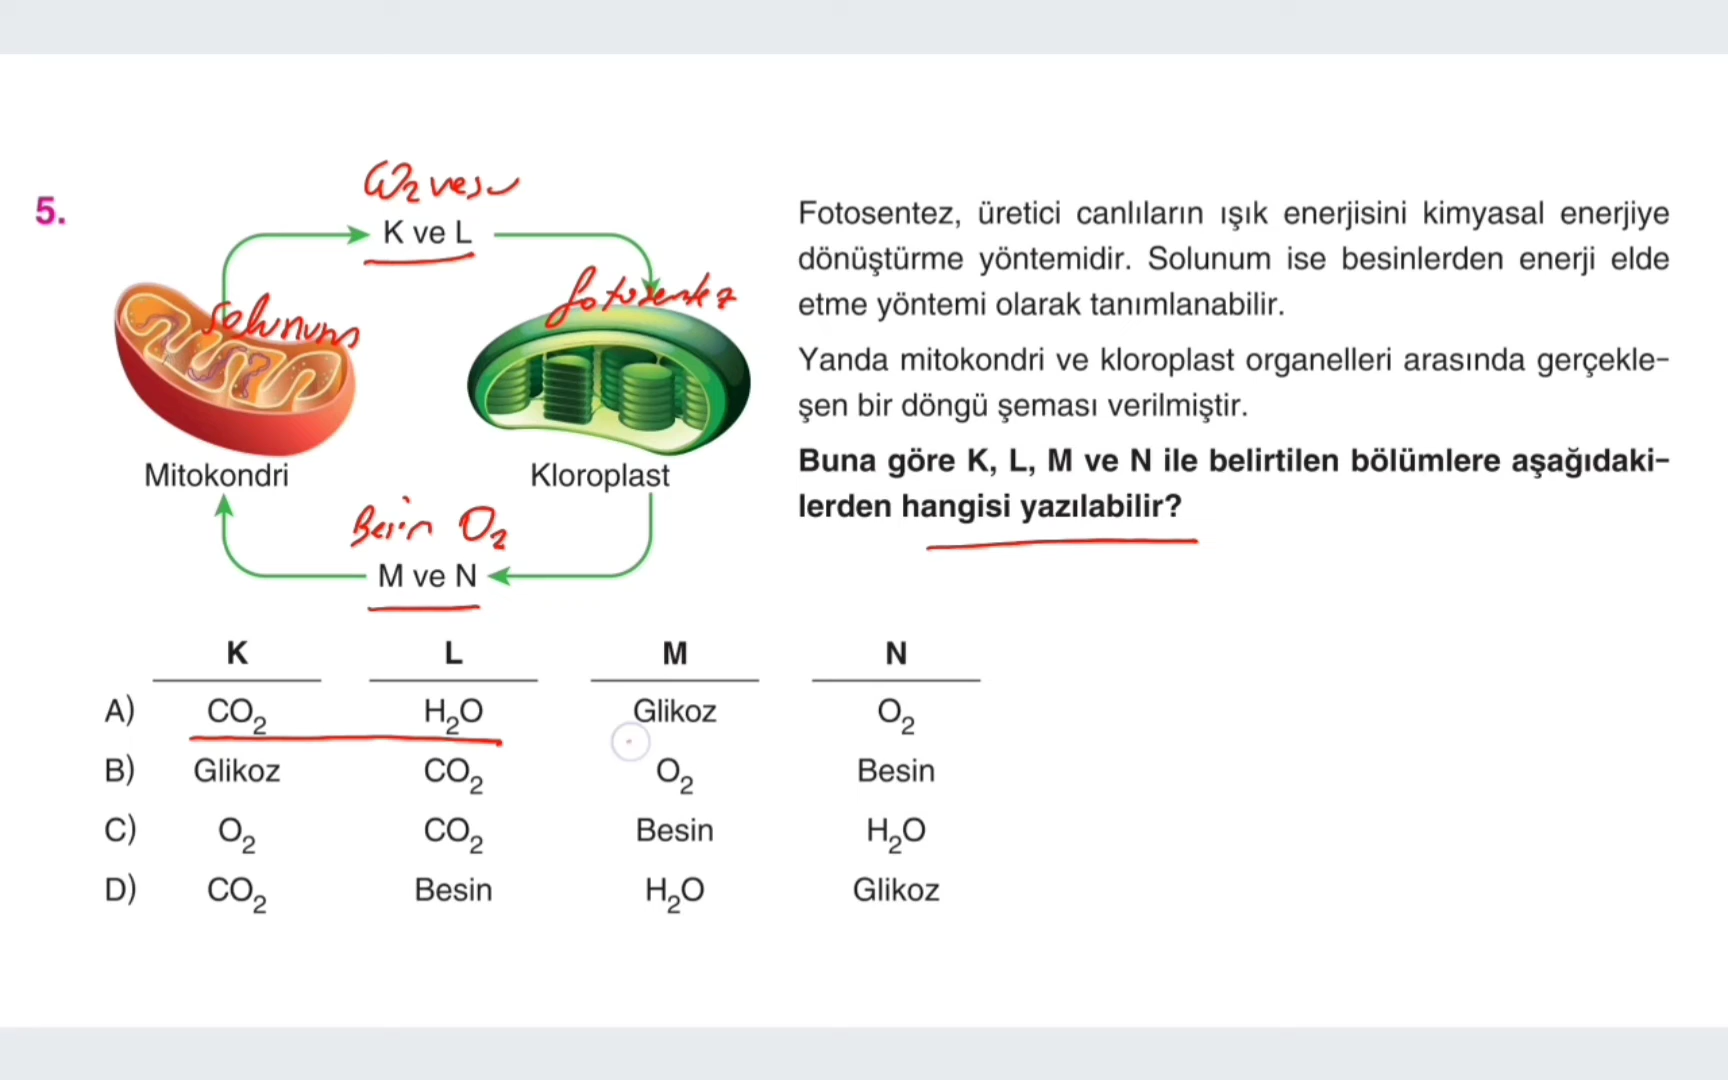 5.
CO2 ve su
K ve L
solunum
fotosentez
Mitokondri
Kloroplast
Besin O2
M ve N
Fotosentez, üretici canlıların ışık enerjisini kimyasal enerjiye
dönüştürme yöntemidir. Solunum ise besinlerden enerji elde
etme yöntemi olarak tanımlanabilir.
Yanda mitokondri ve kloroplast organelleri arasında gerçekle-
şen bir döngü şeması verilmiştir.
Buna göre K, L, M ve N ile belirtilen bölümlere aşağıdaki-
lerden hangisi yazılabilir?
K L M N
A) CO₂ H₂O Glikoz O₂
B) Glikoz CO₂ O₂ Besin
C) O₂ CO₂ Besin H₂O
D) CO₂ Besin H₂O Glikoz